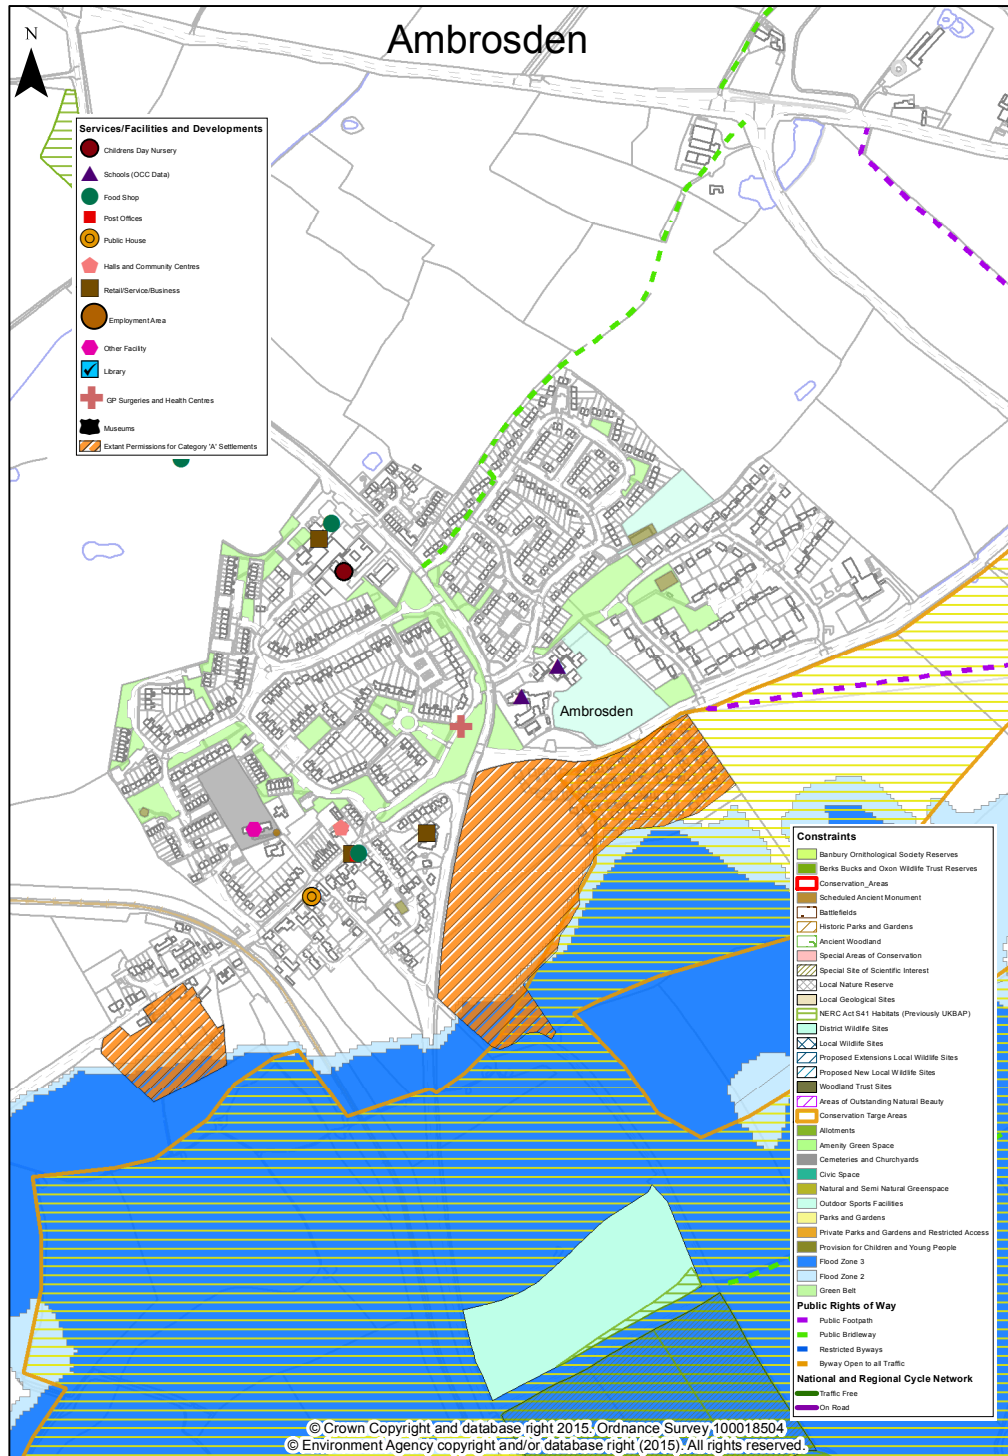 Ambrosden
N
Services/Facilities and Developments
Childrens Day Nursery
Schools (OCC Data)
Food Shop
Post Offices
Public House
Halls and Community Centres
Retail/Service/Business
Employment Area
Other Facility
Library
GP Surgeries and Health Centres
Museums
Extant Permissions for Category 'A' Settlements
Ambrosden
Constraints
Banbury Ornithological Society Reserves
Berks Bucks and Oxon Wildlife Trust Reserves
Conservation_Areas
Scheduled Ancient Monument
Battlefields
Historic Parks and Gardens
Ancient Woodland
Special Areas of Conservation
Special Site of Scientific Interest
Local Nature Reserve
Local Geological Sites
NERC Act S41 Habitats (Previously UKBAP)
District Wildlife Sites
Local Wildlife Sites
Proposed Extensions Local Wildlife Sites
Proposed New Local Wildlife Sites
Woodland Trust Sites
Areas of Outstanding Natural Beauty
Conservation Targe Areas
Allotments
Amenity Green Space
Cemeteries and Churchyards
Civic Space
Natural and Semi Natural Greenspace
Outdoor Sports Facilities
Parks and Gardens
Private Parks and Gardens and Restricted Access
Provision for Children and Young People
Flood Zone 3
Flood Zone 2
Green Belt
Public Rights of Way
Public Footpath
Public Bridleway
Restricted Byways
Byway Open to all Traffic
National and Regional Cycle Network
Traffic Free
On Road
© Crown Copyright and database right 2015. Ordnance Survey 100018504
© Environment Agency copyright and/or database right (2015). All rights reserved.